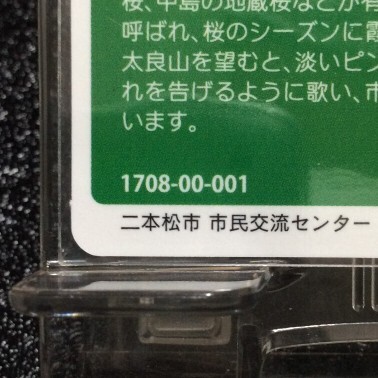 桜、中島の地蔵桜などが有
呼ばれ、桜のシーズンに霞
太良山を望むと、淡いピン
れを告げるように歌い、市
います。
1708-00-001
二本松市 市民交流センター